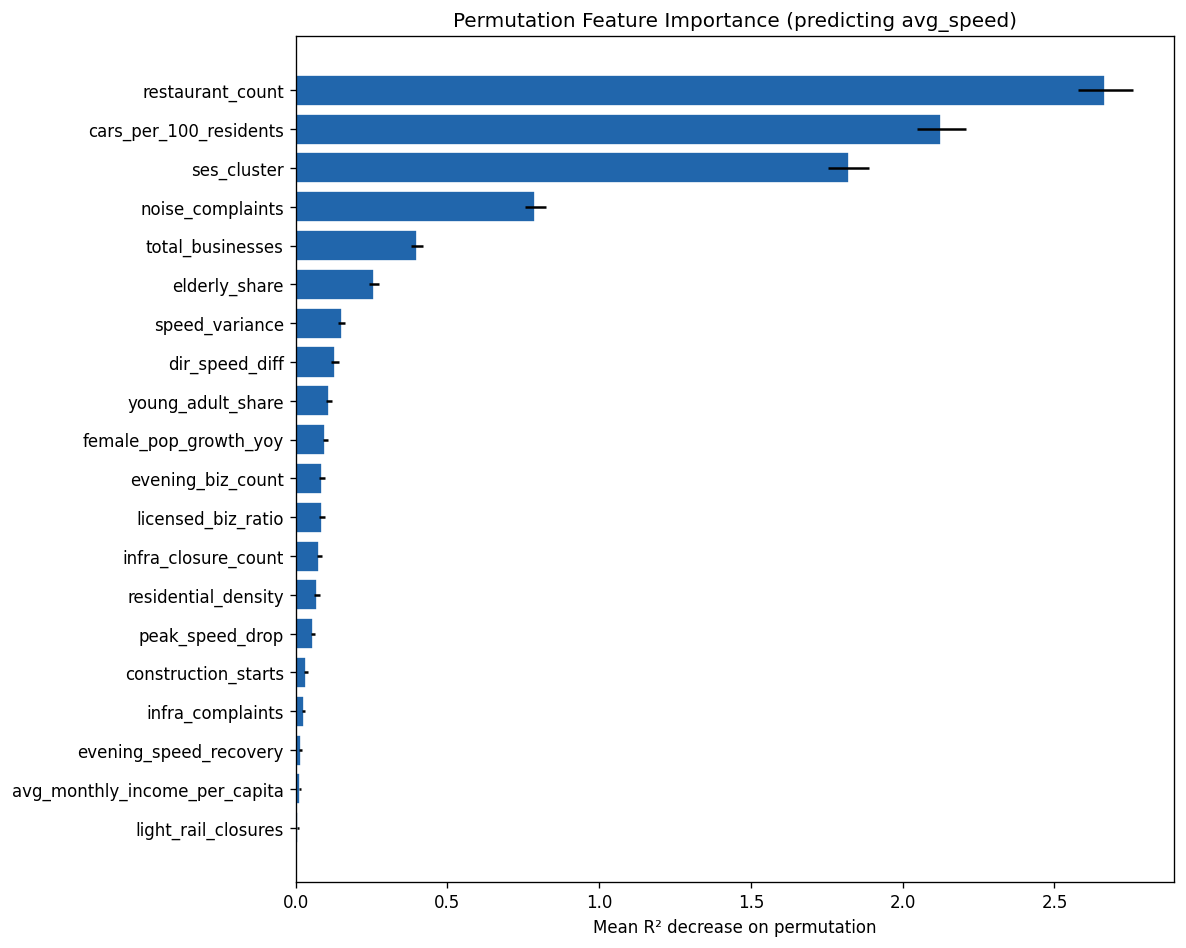 Permutation Feature Importance (predicting avg_speed)
restaurant_count
cars_per_100_residents
ses_cluster
noise_complaints
total_businesses
elderly_share
speed_variance
dir_speed_diff
young_adult_share
female_pop_growth_yoy
evening_biz_count
licensed_biz_ratio
infra_closure_count
residential_density
peak_speed_drop
construction_starts
infra_complaints
evening_speed_recovery
avg_monthly_income_per_capita
light_rail_closures
0.0 0.5 1.0 1.5 2.0 2.5
Mean R² decrease on permutation